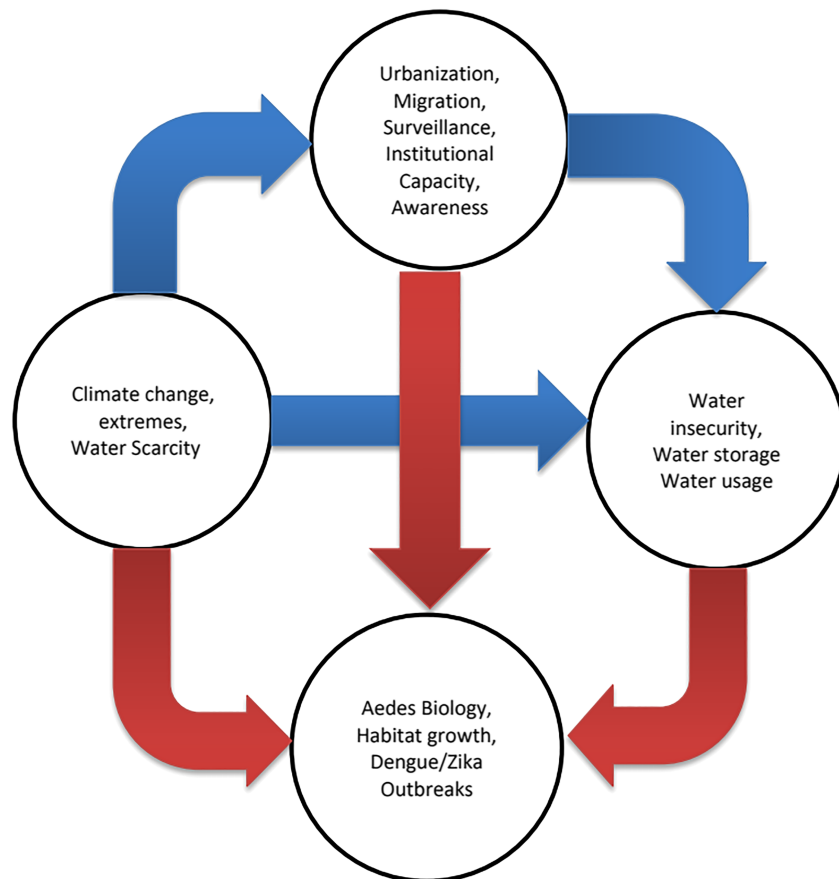 Urbanization,
Migration,
Surveillance,
Institutional
Capacity,
Awareness
Climate change,
extremes,
Water Scarcity
Water
insecurity,
Water storage
Water usage
Aedes Biology,
Habitat growth,
Dengue/Zika
Outbreaks